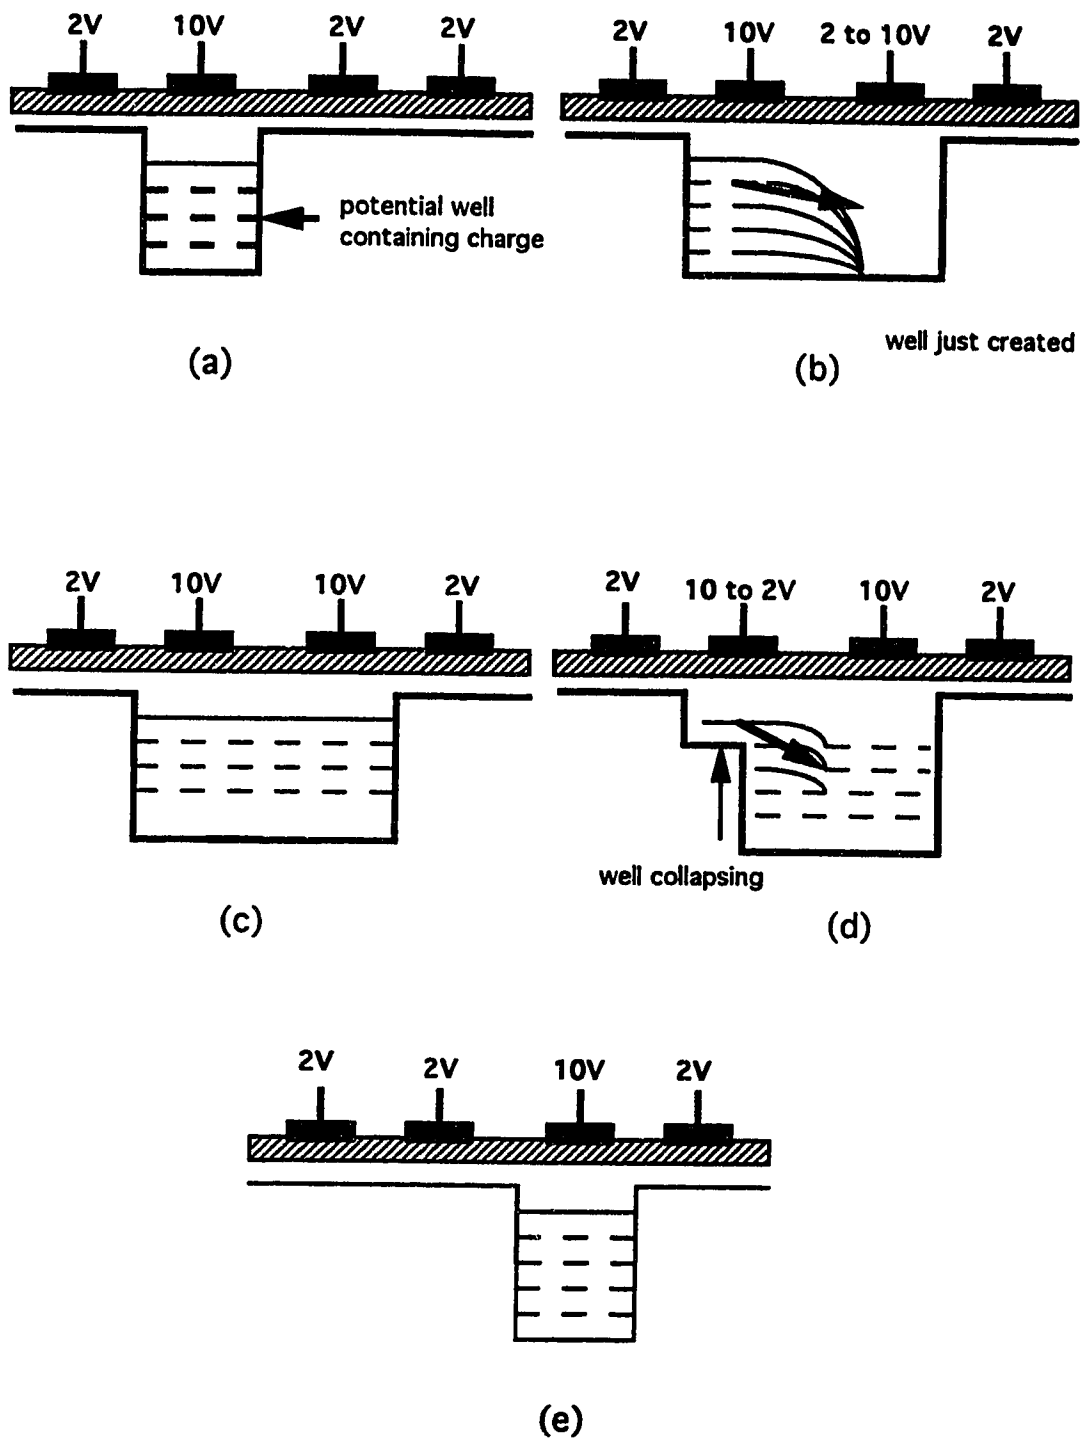 2V 10V 2V 2V
potential well
containing charge
(a)
2V 10V 2 to 10V 2V
well just created
(b)
2V 10V 10V 2V
(c)
2V 10 to 2V 10V 2V
well collapsing
(d)
2V 2V 10V 2V
(e)